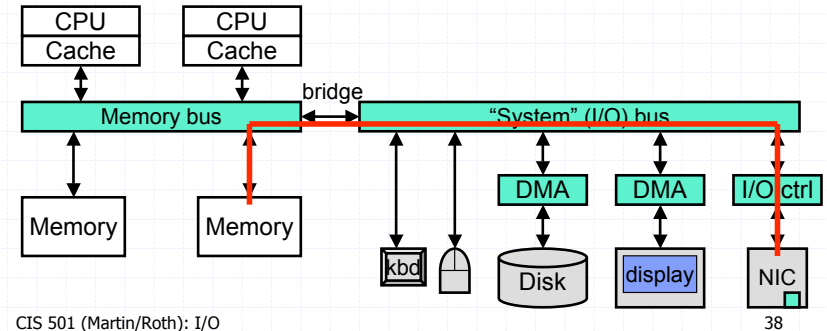 CPU CPU
Cache Cache
bridge
Memory bus "System" (I/O) bus
DMA DMA I/O ctrl
Memory Memory
kbd Disk display NIC
CIS 501 (Martin/Roth): I/O 38